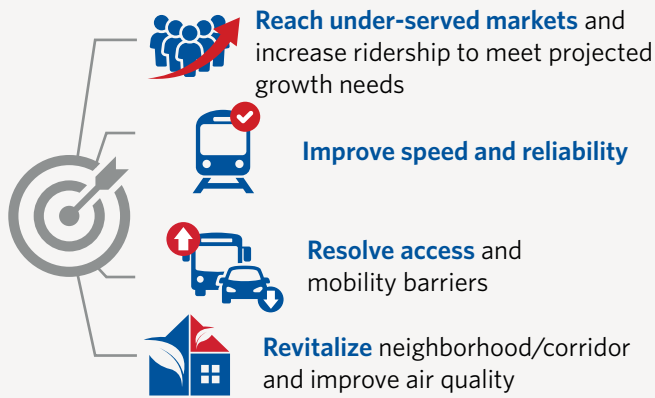 Reach under-served markets and
increase ridership to meet projected
growth needs
Improve speed and reliability
Resolve access and
mobility barriers
Revitalize neighborhood/corridor
and improve air quality